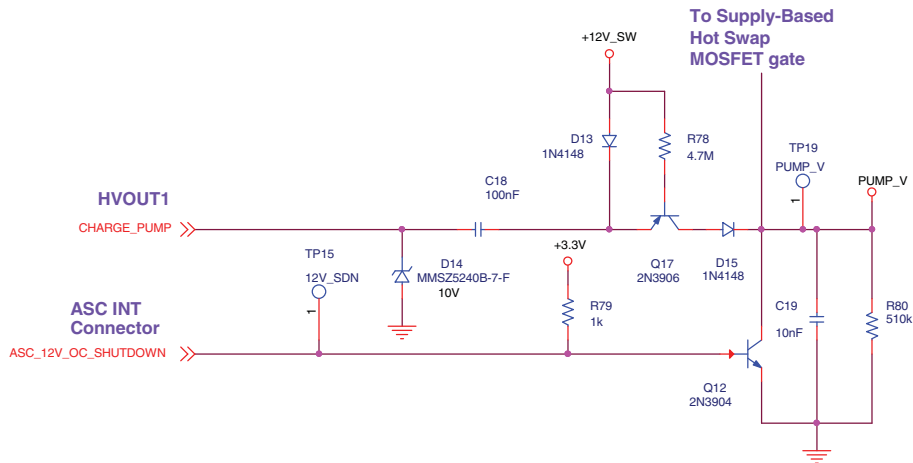 To Supply-Based
Hot Swap
MOSFET gate
+12V_SW
D13
1N4148
R78
4.7M
TP19
PUMP_V
1
PUMP_V
HVOUT1
CHARGE_PUMP
C18
100nF
TP15
12V_SDN
1
D14
MMSZ5240B-7-F
10V
+3.3V
R79
1k
Q17
2N3906
D15
1N4148
C19
10nF
R80
510k
ASC INT
Connector
ASC_12V_OC_SHUTDOWN
Q12
2N3904